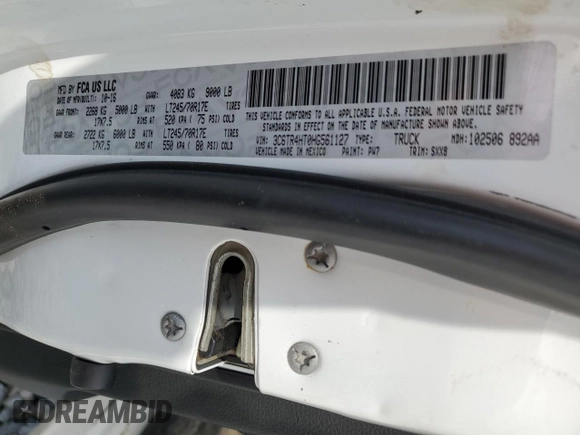 MFD BY FCA US LLC
DATE OF MFR/BUILT: 10-16 GVWR: 4083 KG 9000 LB
GAWR FRONT: 2268 KG 5000 LB WITH LT245/70R17E TIRES
17X7.5 RIMS AT 520 KPA ( 75 PSI) COLD
GAWR REAR: 2722 KG 6000 LB WITH LT245/70R17E TIRES
17X7.5 RIMS AT 550 KPA ( 80 PSI) COLD
THIS VEHICLE CONFORMS TO ALL APPLICABLE U.S.A. FEDERAL MOTOR VEHICLE SAFETY
STANDARDS IN EFFECT ON THE DATE OF MANUFACTURE SHOWN ABOVE.
VIN: 3C6TR4HT0HG561127 TYPE: TRUCK MDH: 102506 892AA
VEHICLE MADE IN MEXICO PAINT: PW7 TRIM: SXX8
DREAMBID